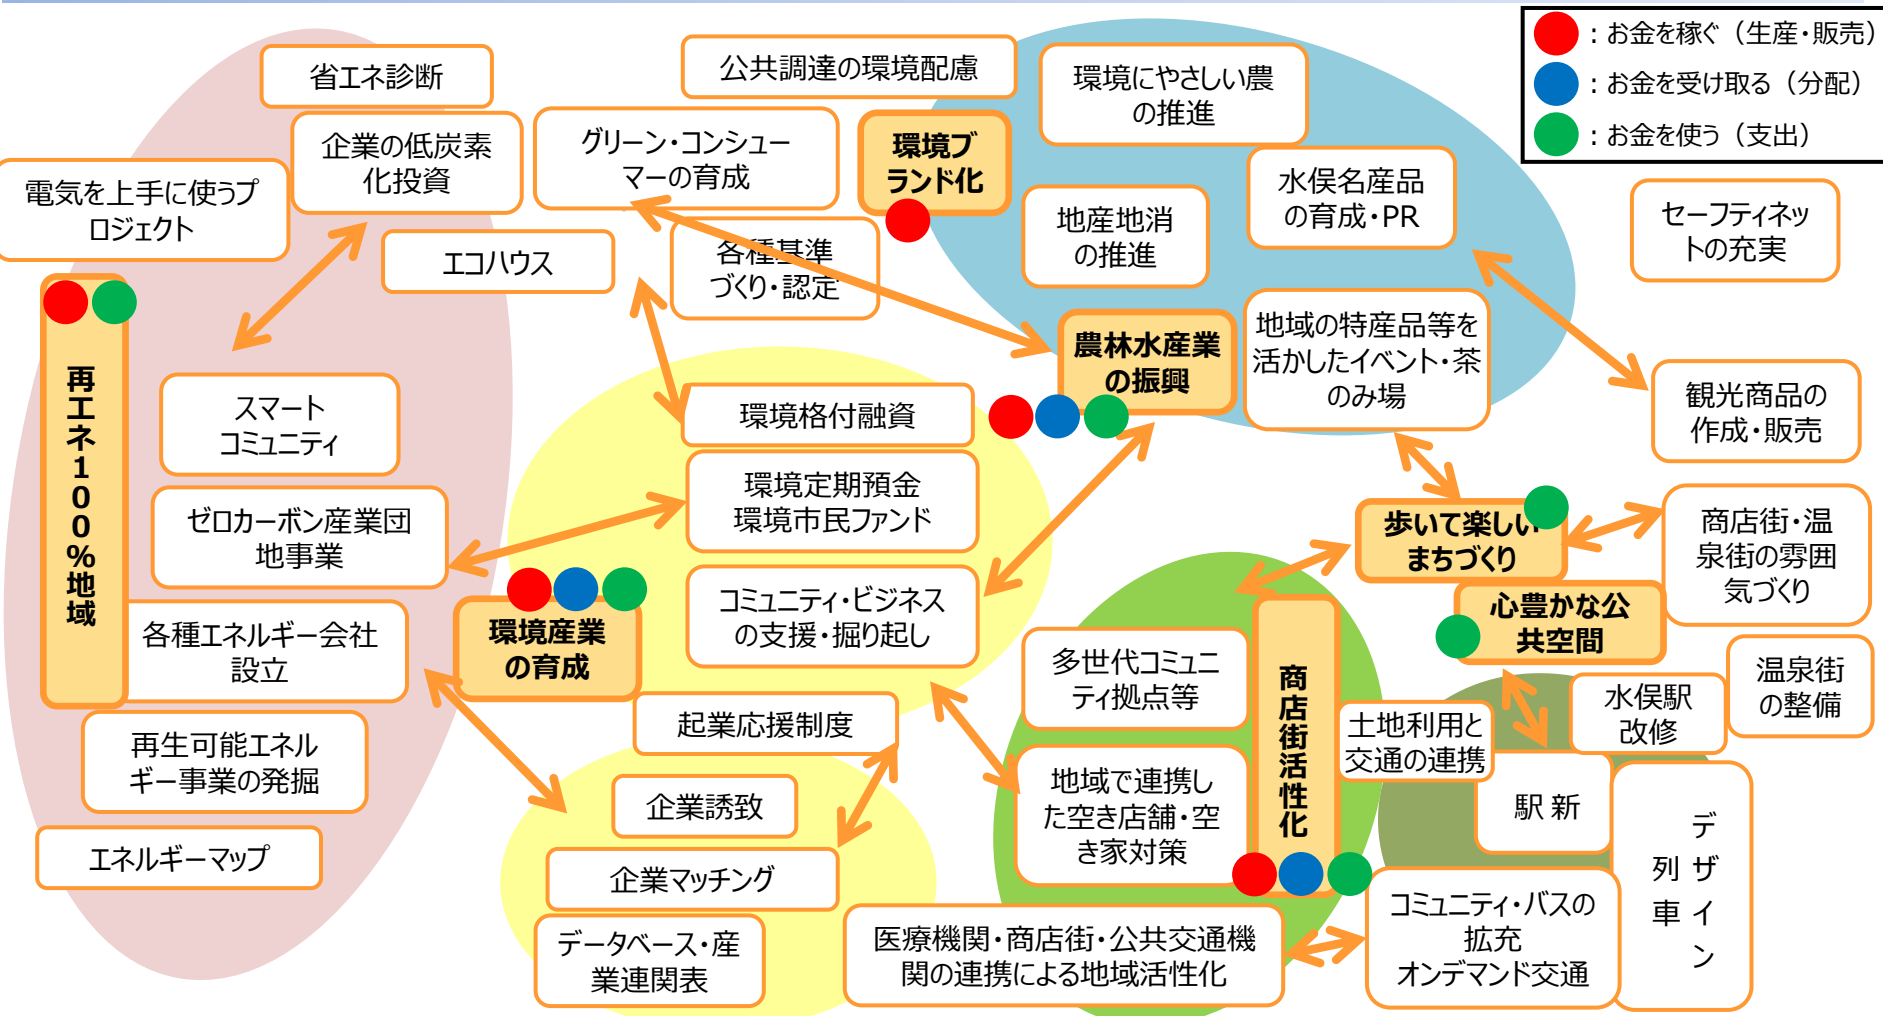 ：お金を稼ぐ（生産・販売）
：お金を受け取る（分配）
：お金を使う（支出）
省エネ診断
企業の低炭素
化投資
電気を上手に使うプ
ロジェクト
エコハウス
再エネ100％地域
スマート
コミュニティ
ゼロカーボン産業団
地事業
各種エネルギー会社
設立
再生可能エネル
ギー事業の発掘
エネルギーマップ
公共調達の環境配慮
グリーン・コンシュー
マーの育成
環境ブ
ランド化
各種基準
づくり・認定
環境にやさしい農
の推進
水俣名産品
の育成・PR
地産地消
の推進
農林水産業
の振興
地域の特産品等を
活かしたイベント・茶
のみ場
セーフティネッ
トの充実
観光商品の
作成・販売
環境格付融資
環境定期預金
環境市民ファンド
コミュニティ・ビジネス
の支援・掘り起し
環境産業
の育成
起業応援制度
企業誘致
企業マッチング
データベース・産
業連関表
歩いて楽しい
まちづくり
心豊かな公
共空間
商店街・温
泉街の雰囲
気づくり
温泉街
の整備
多世代コミュニ
ティ拠点等
地域で連携し
た空き店舗・空
き家対策
商店街活性化
土地利用と
交通の連携
水俣駅
改修
駅 新
デザイン
列車
医療機関・商店街・公共交通機
関の連携による地域活性化
コミュニティ・バスの
拡充
オンデマンド交通